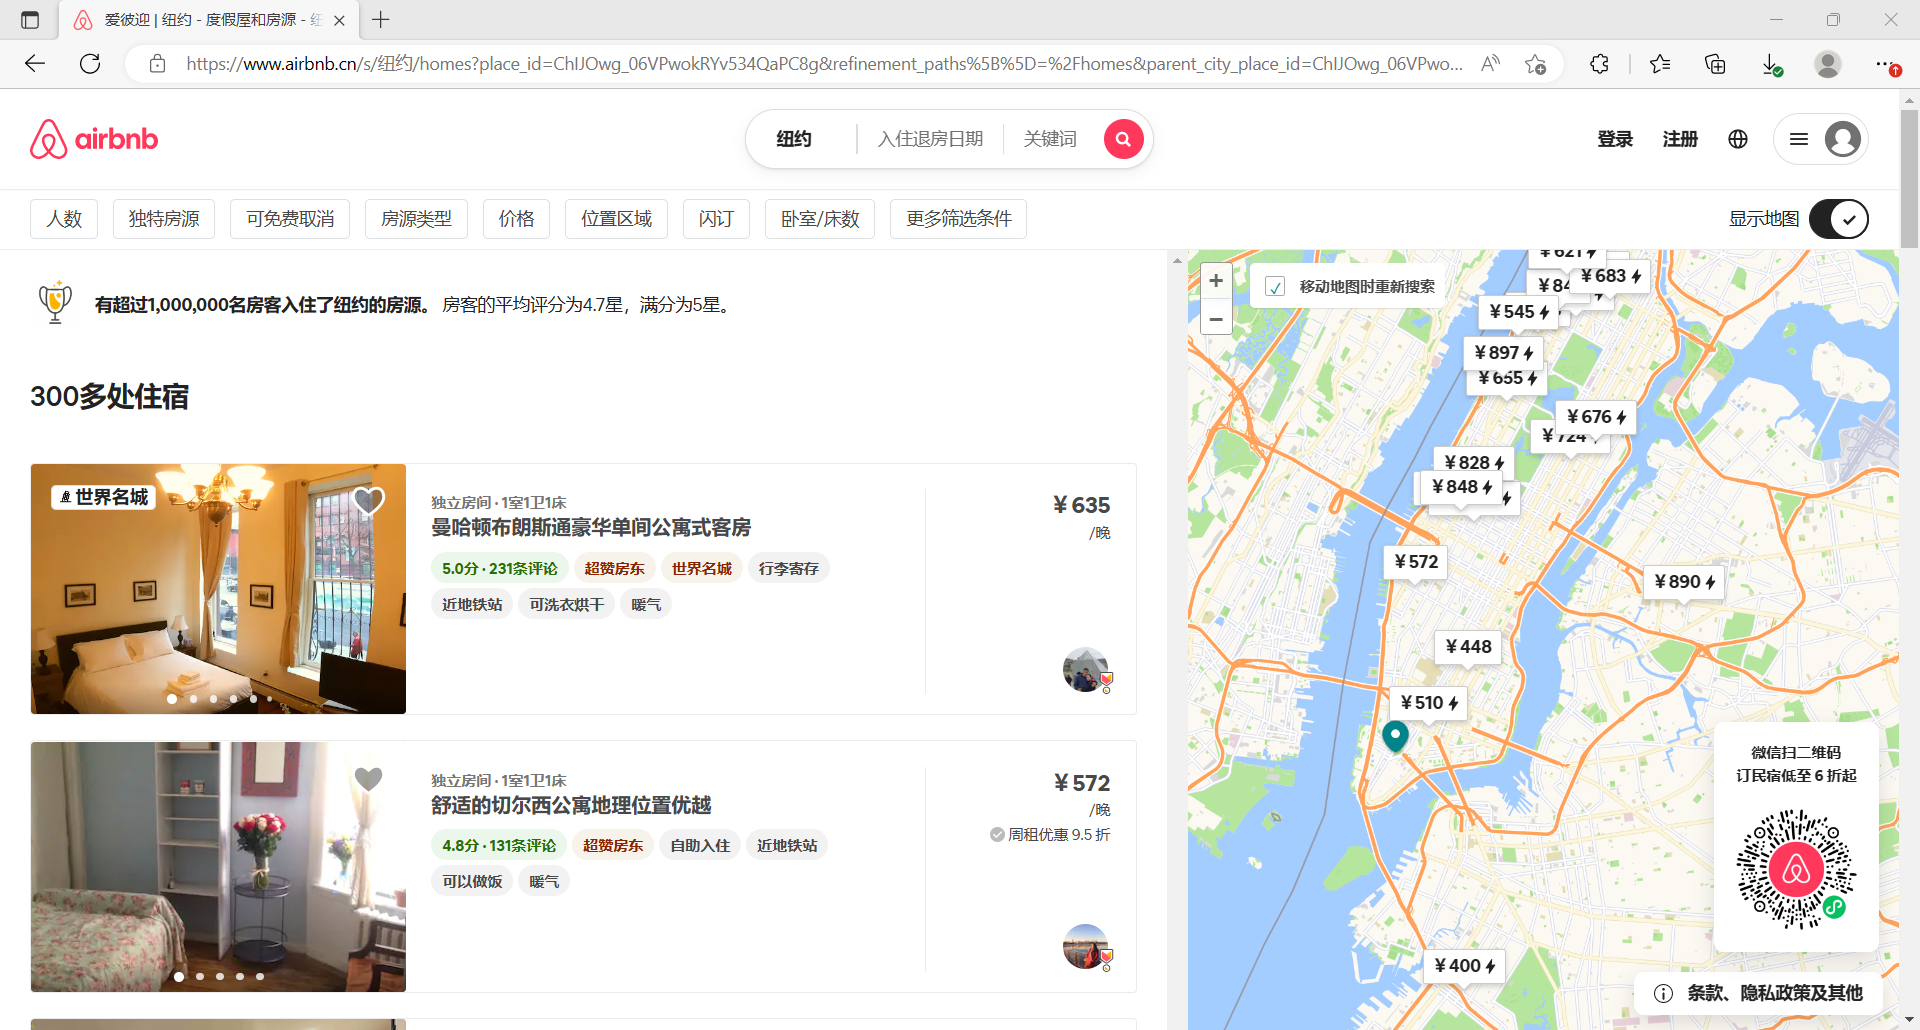 爱彼迎 | 纽约 - 度假屋和房源 - 纽
https://www.airbnb.cn/s/纽约/homes?place_id=ChIJOwg_06VPwokRYv534QaPC8g&refinement_paths%5B%5D=%2Fhomes&parent_city_place_id=ChIJOwg_06VPwo...
airbnb
纽约
入住退房日期
关键词
登录
注册
人数
独特房源
可免费取消
房源类型
价格
位置区域
闪订
卧室/床数
更多筛选条件
显示地图
有超过1,000,000名房客入住了纽约的房源。 房客的平均评分为4.7星，满分为5星。
300多处住宿
世界名城
独立房间 · 1室1卫1床
曼哈顿布朗斯通豪华单间公寓式客房
5.0分 · 231条评论
超赞房东
世界名城
行李寄存
近地铁站
可洗衣烘干
暖气
￥635
/晚
独立房间 · 1室1卫1床
舒适的切尔西公寓地理位置优越
4.8分 · 131条评论
超赞房东
自助入住
近地铁站
可以做饭
暖气
￥572
/晚
周租优惠 9.5 折
+
−
移动地图时重新搜索
￥621
￥683
￥545
￥897
￥655
￥676
￥724
￥828
￥848
￥572
￥890
￥448
￥510
￥400
微信扫二维码
订民宿低至 6 折起
条款、隐私政策及其他